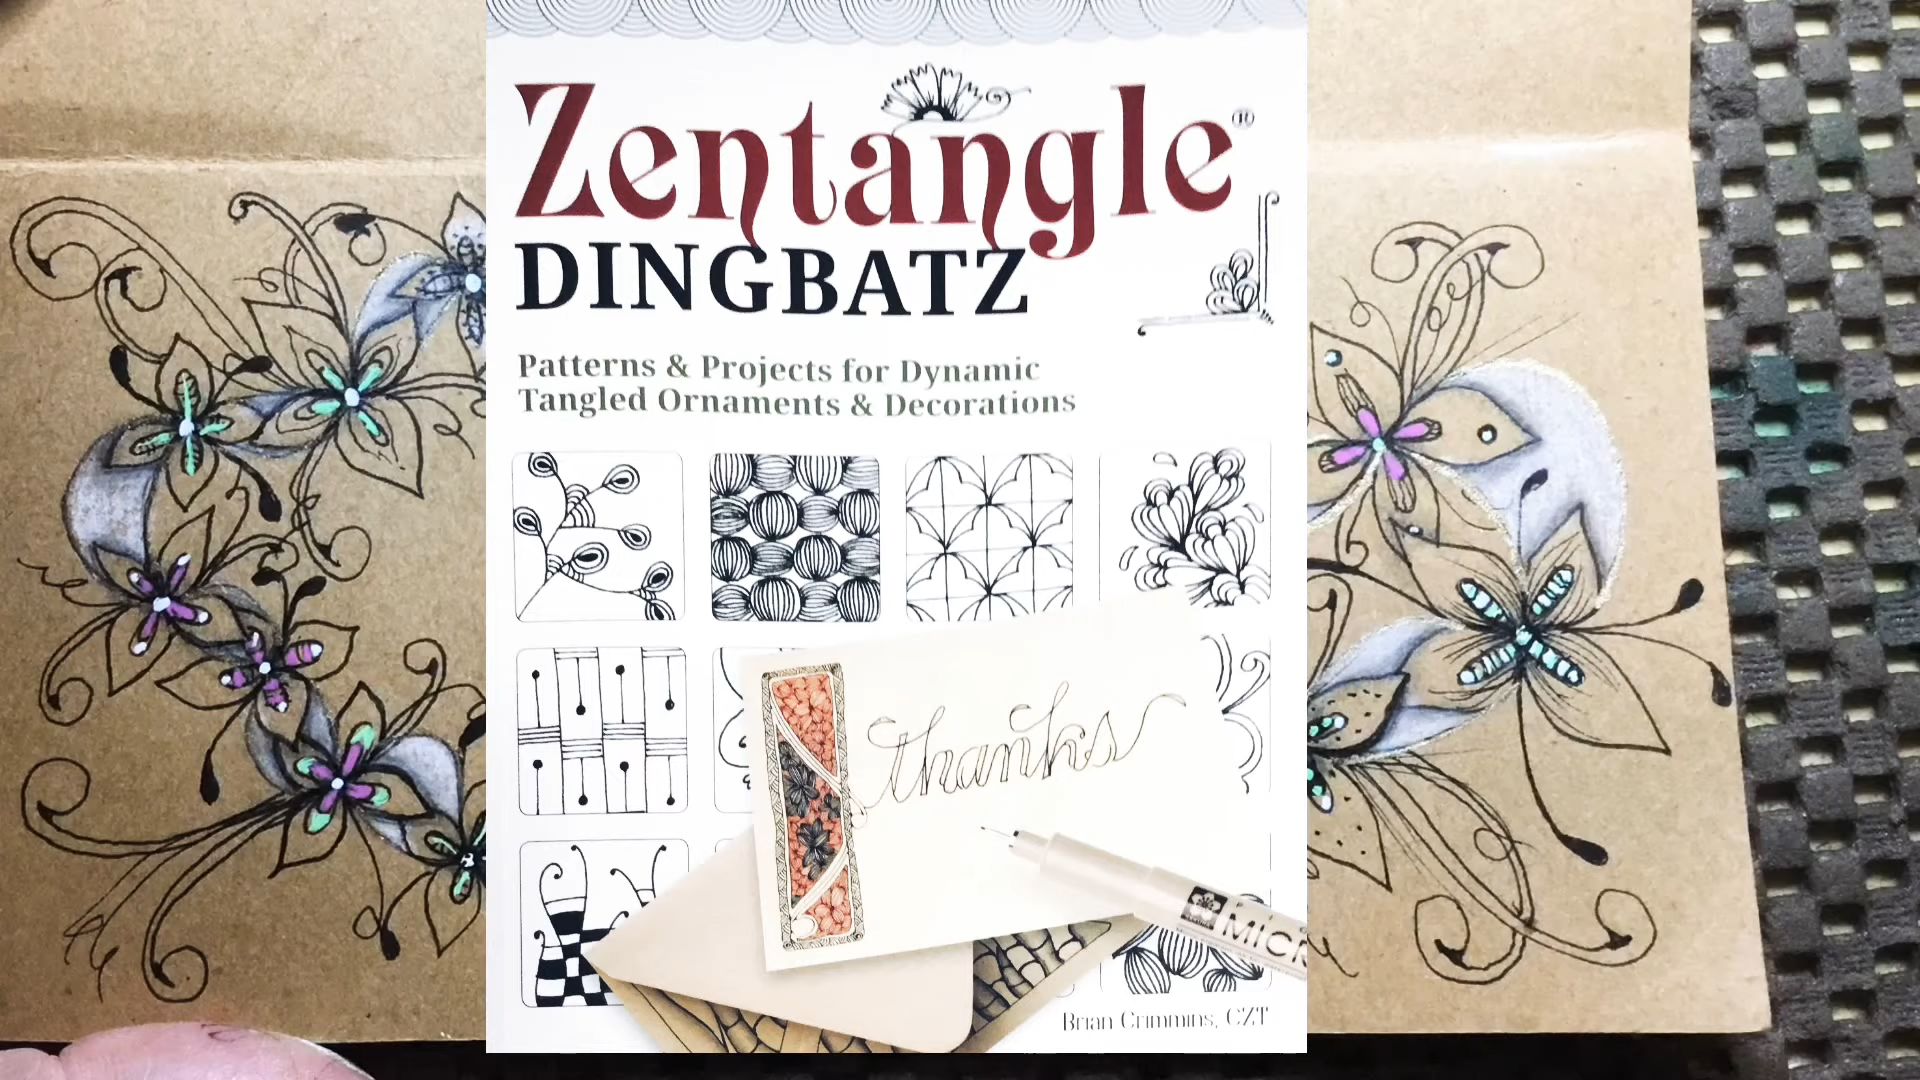 Zentangle®
DINGBATZ
Patterns & Projects for Dynamic
Tangled Ornaments & Decorations
thanks
MICR
Brian Crimmins, CZT